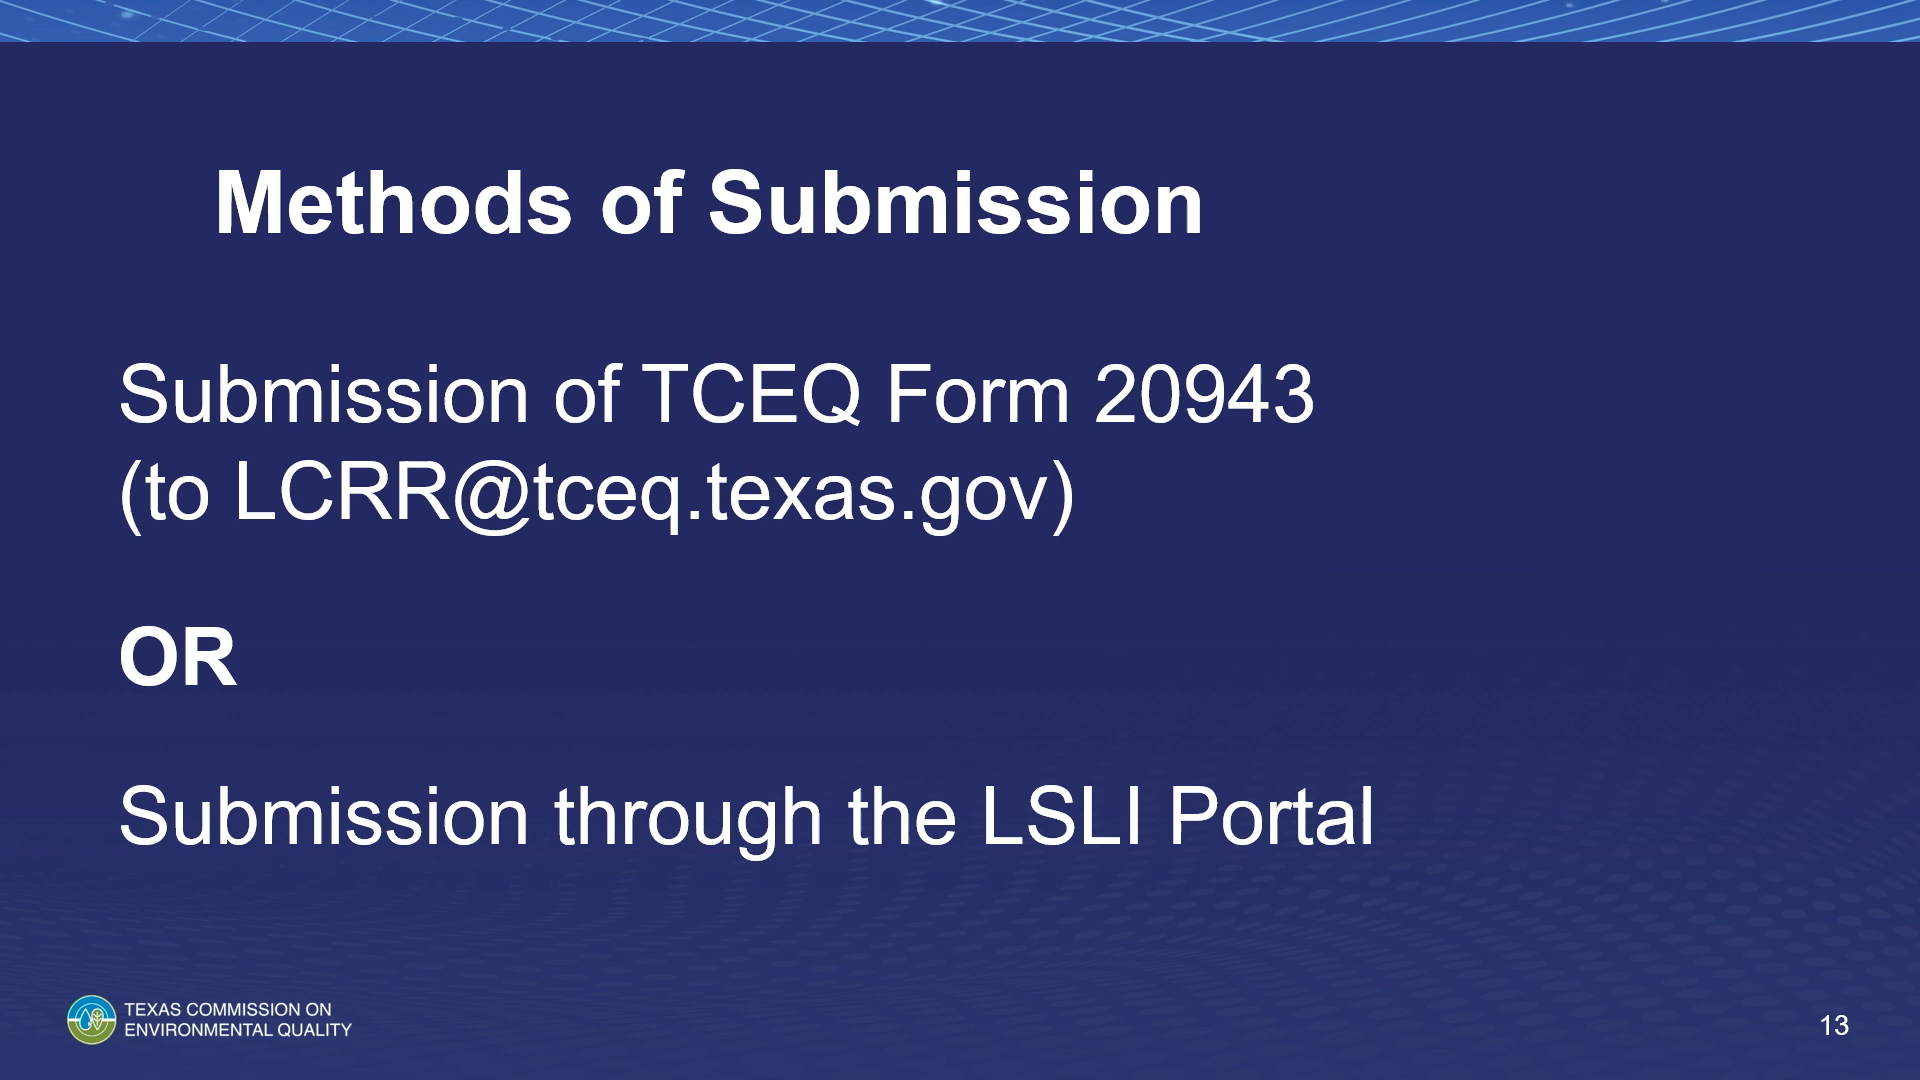 Methods of Submission
Submission of TCEQ Form 20943
(to LCRR@tceq.texas.gov)
OR
Submission through the LSLI Portal
TEXAS COMMISSION ON
ENVIRONMENTAL QUALITY
13